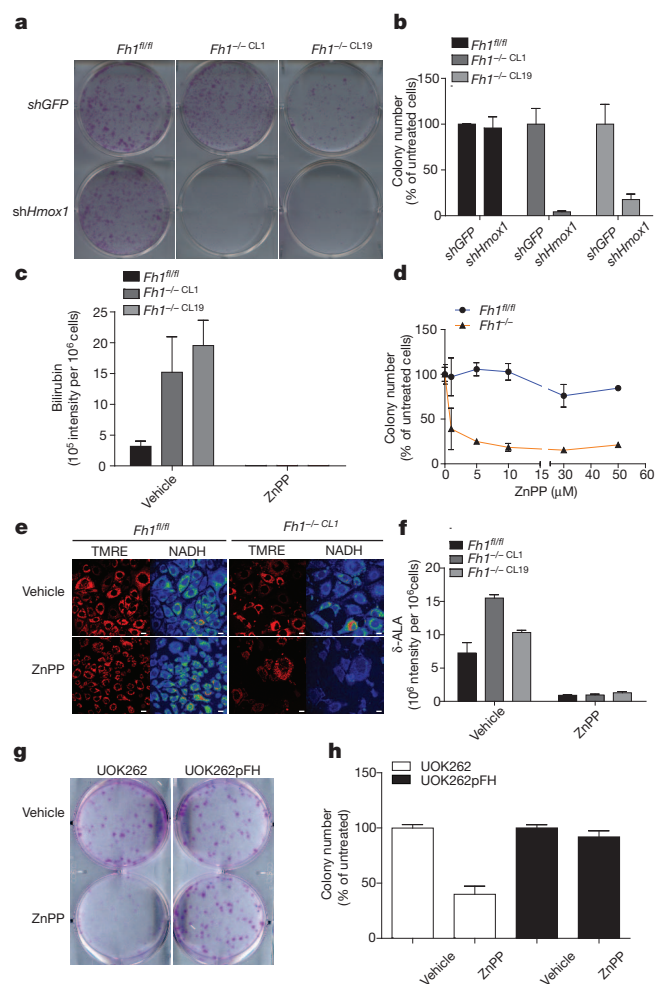 a
Fh1fl/fl
Fh1−/− CL1
Fh1−/− CL19
shGFP
shHmox1
b
Fh1fl/fl
Fh1−/− CL1
Fh1−/− CL19
Colony number
(% of untreated cells)
100
50
0
shGFP
shHmox1
shGFP
shHmox1
shGFP
shHmox1
c
Fh1fl/fl
Fh1−/− CL1
Fh1−/− CL19
Bilirubin
(10⁵ intensity per 10⁶ cells)
25
20
15
10
5
0
Vehicle
ZnPP
d
Fh1fl/fl
Fh1−/−
Colony number
(% of untreated cells)
150
100
50
0
0 5 10 15 30 40 50 60
ZnPP (μM)
e
Fh1fl/fl
Fh1−/− CL1
TMRE NADH TMRE NADH
Vehicle
ZnPP
f
Fh1fl/fl
Fh1−/− CL1
Fh1−/− CL19
δ-ALA
(10⁶ intensity per 10⁶cells)
20
15
10
5
0
Vehicle
ZnPP
g
UOK262 UOK262pFH
Vehicle
ZnPP
h
UOK262
UOK262pFH
Colony number
(% of untreated)
150
100
50
0
Vehicle
ZnPP
Vehicle
ZnPP